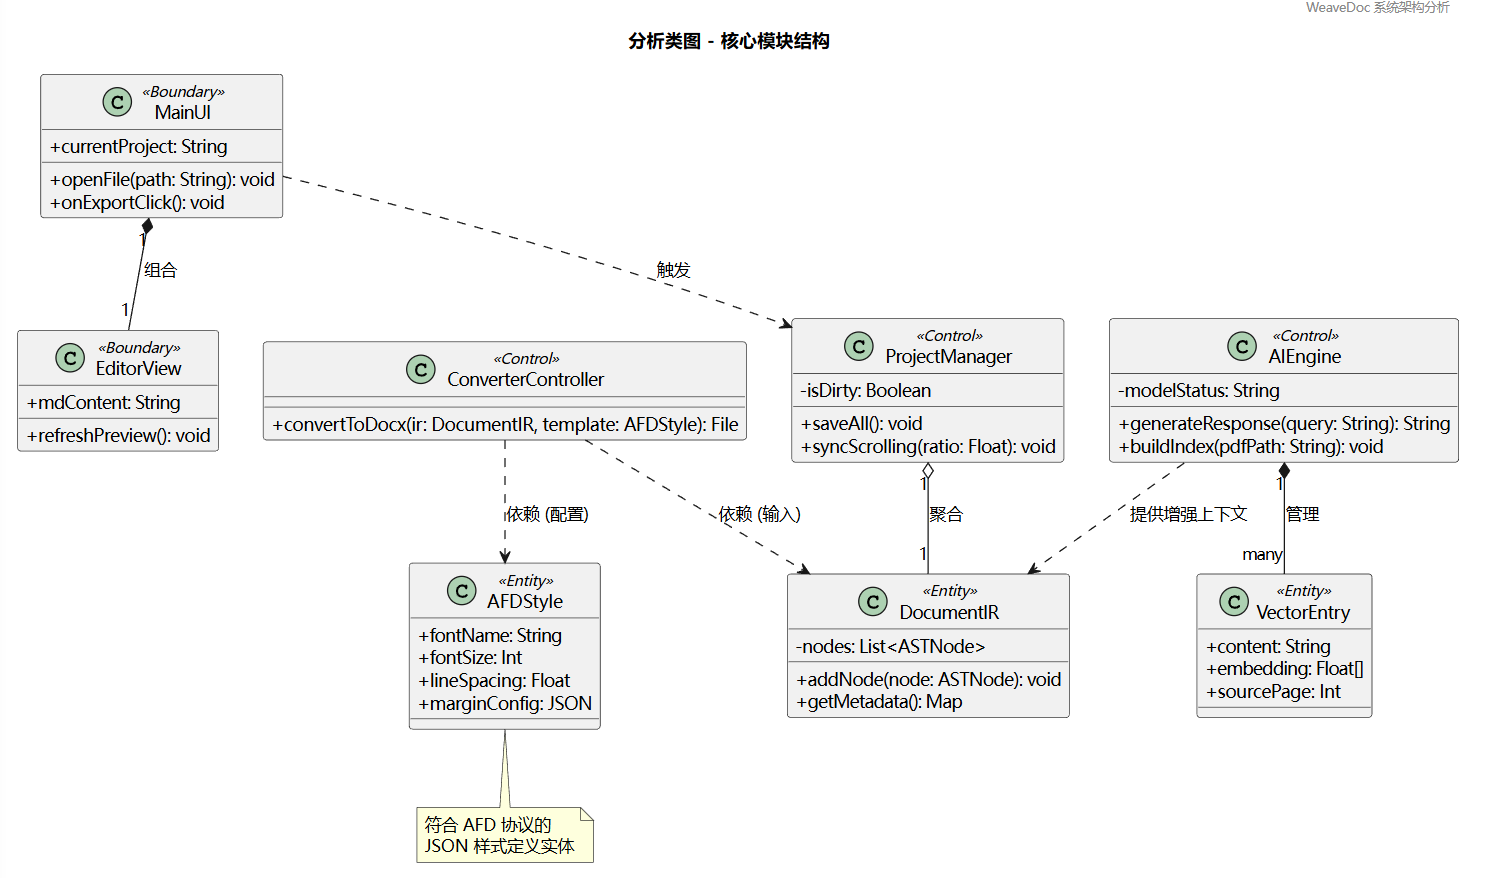 WeaveDoc 系统架构分析
分析类图 - 核心模块结构
C
«Boundary»
MainUI
+currentProject: String
+openFile(path: String): void
+onExportClick(): void
1
组合
1
触发
C
«Boundary»
EditorView
+mdContent: String
+refreshPreview(): void
C
«Control»
ConverterController
+convertToDocx(ir: DocumentIR, template: AFDStyle): File
C
«Control»
ProjectManager
-isDirty: Boolean
+saveAll(): void
+syncScrolling(ratio: Float): void
C
«Control»
AIEngine
-modelStatus: String
+generateResponse(query: String): String
+buildIndex(pdfPath: String): void
依赖 (配置)
依赖 (输入)
1
聚合
1
提供增强上下文
1
管理
many
C
«Entity»
AFDStyle
+fontName: String
+fontSize: Int
+lineSpacing: Float
+marginConfig: JSON
C
«Entity»
DocumentIR
-nodes: List<ASTNode>
+addNode(node: ASTNode): void
+getMetadata(): Map
C
«Entity»
VectorEntry
+content: String
+embedding: Float[]
+sourcePage: Int
符合 AFD 协议的
JSON 样式定义实体